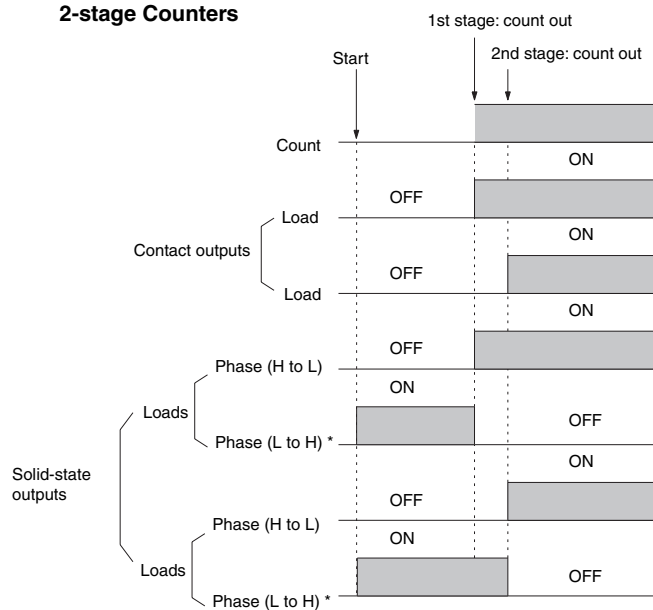 2-stage Counters
1st stage: count out
2nd stage: count out
Start
Count
ON
OFF
Load
Contact outputs
ON
OFF
Load
ON
OFF
Phase (H to L)
ON
Loads
OFF
Phase (L to H) *
Solid-state
outputs
ON
OFF
Phase (H to L)
ON
Loads
OFF
Phase (L to H) *